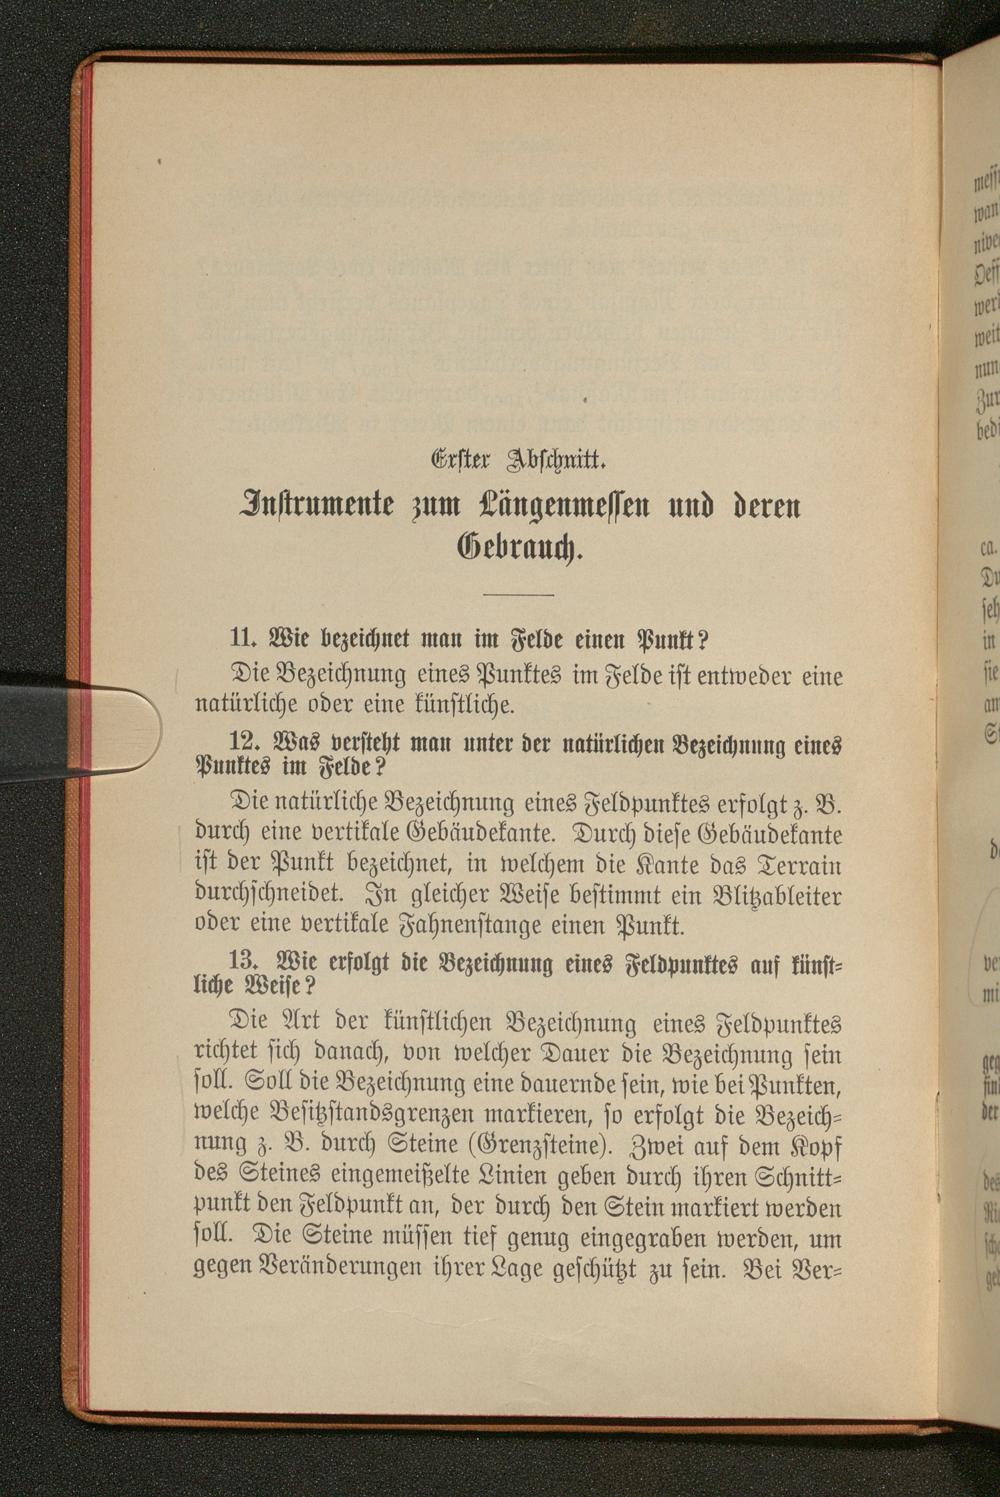 Erster Abschnitt.
Instrumente zum Längenmessen und deren
Gebrauch.
11. Wie bezeichnet man im Felde einen Punkt?
Die Bezeichnung eines Punktes im Felde ist entweder eine
natürliche oder eine künstliche.
12. Was versteht man unter der natürlichen Bezeichnung eines
Punktes im Felde?
Die natürliche Bezeichnung eines Feldpunktes erfolgt z. B.
durch eine vertikale Gebäudekante. Durch diese Gebäudekante
ist der Punkt bezeichnet, in welchem die Kante das Terrain
durchschneidet. In gleicher Weise bestimmt ein Blitzableiter
oder eine vertikale Fahnenstange einen Punkt.
13. Wie erfolgt die Bezeichnung eines Feldpunktes auf künst-
liche Weise?
Die Art der künstlichen Bezeichnung eines Feldpunktes
richtet sich danach, von welcher Dauer die Bezeichnung sein
soll. Soll die Bezeichnung eine dauernde sein, wie bei Punkten,
welche Besitzstandsgrenzen markieren, so erfolgt die Bezeich-
nung z. B. durch Steine (Grenzsteine). Zwei auf dem Kopf
des Steines eingemeißelte Linien geben durch ihren Schnitt-
punkt den Feldpunkt an, der durch den Stein markiert werden
soll. Die Steine müssen tief genug eingegraben werden, um
gegen Veränderungen ihrer Lage geschützt zu sein. Bei Ver-